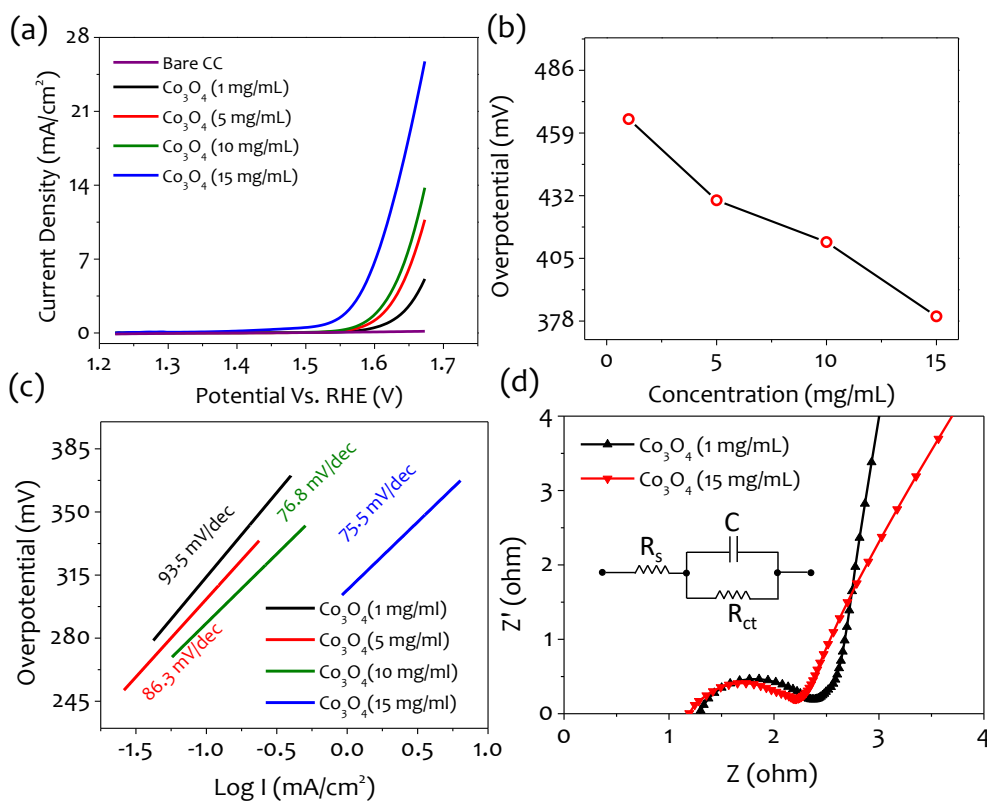 (a)
28
21
14
7
0
Current Density (mA/cm²)
Bare CC
Co₃O₄ (1 mg/mL)
Co₃O₄ (5 mg/mL)
Co₃O₄ (10 mg/mL)
Co₃O₄ (15 mg/mL)
1.2 1.3 1.4 1.5 1.6 1.7
Potential Vs. RHE (V)
(b)
486
459
432
405
378
Overpotential (mV)
0 5 10 15
Concentration (mg/mL)
(c)
385
350
315
280
245
Overpotential (mV)
93.5 mV/dec
86.3 mV/dec
76.8 mV/dec
75.5 mV/dec
Co₃O₄(1 mg/ml)
Co₃O₄(5 mg/ml)
Co₃O₄(10 mg/ml)
Co₃O₄(15 mg/ml)
-1.5 -1.0 -0.5 0.0 0.5 1.0
Log I (mA/cm²)
(d)
4
3
2
1
0
Z' (ohm)
Co₃O₄ (1 mg/mL)
Co₃O₄ (15 mg/mL)
C
Rₛ
R_ct
0 1 2 3 4
Z (ohm)